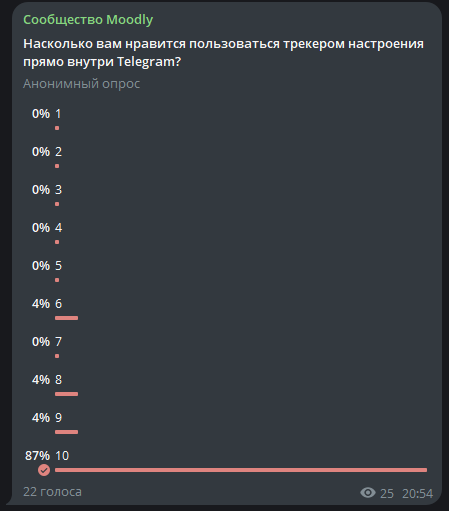 Сообщество Moodly
Насколько вам нравится пользоваться трекером настроения
прямо внутри Telegram?
Анонимный опрос
0% 1
0% 2
0% 3
0% 4
0% 5
4% 6
0% 7
4% 8
4% 9
87% 10
22 голоса
25 20:54